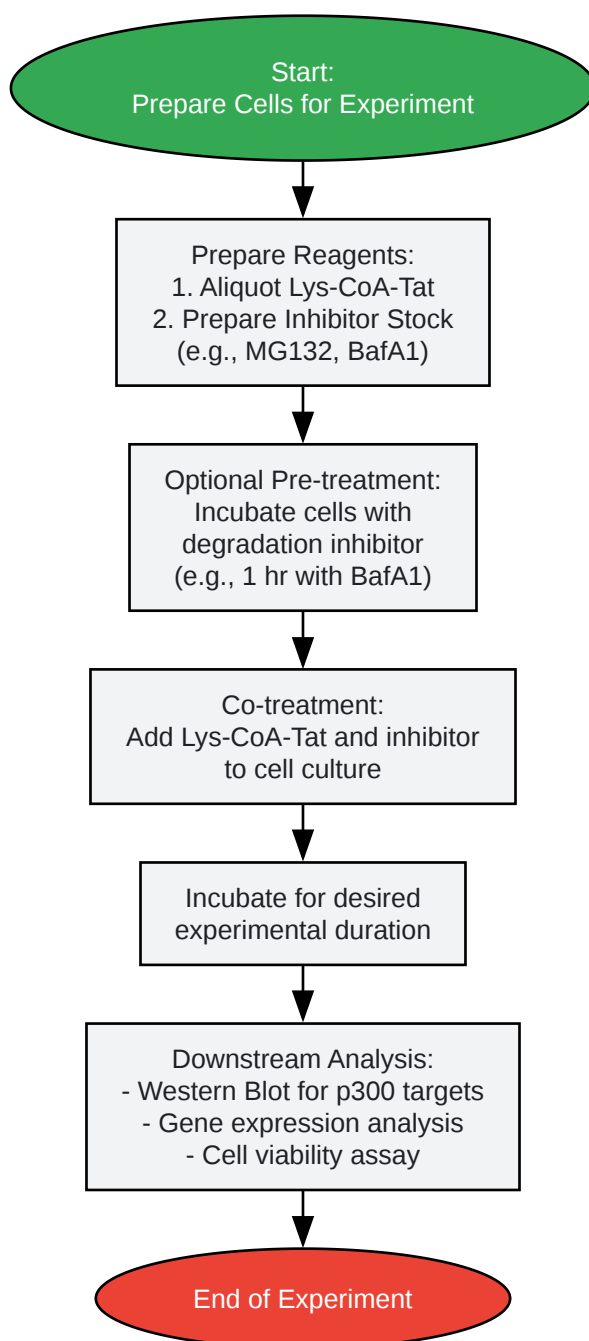 Start:
Prepare Cells for Experiment
Prepare Reagents:
1. Aliquot Lys-CoA-Tat
2. Prepare Inhibitor Stock
(e.g., MG132, BafA1)
Optional Pre-treatment:
Incubate cells with
degradation inhibitor
(e.g., 1 hr with BafA1)
Co-treatment:
Add Lys-CoA-Tat and inhibitor
to cell culture
Incubate for desired
experimental duration
Downstream Analysis:
- Western Blot for p300 targets
- Gene expression analysis
- Cell viability assay
End of Experiment